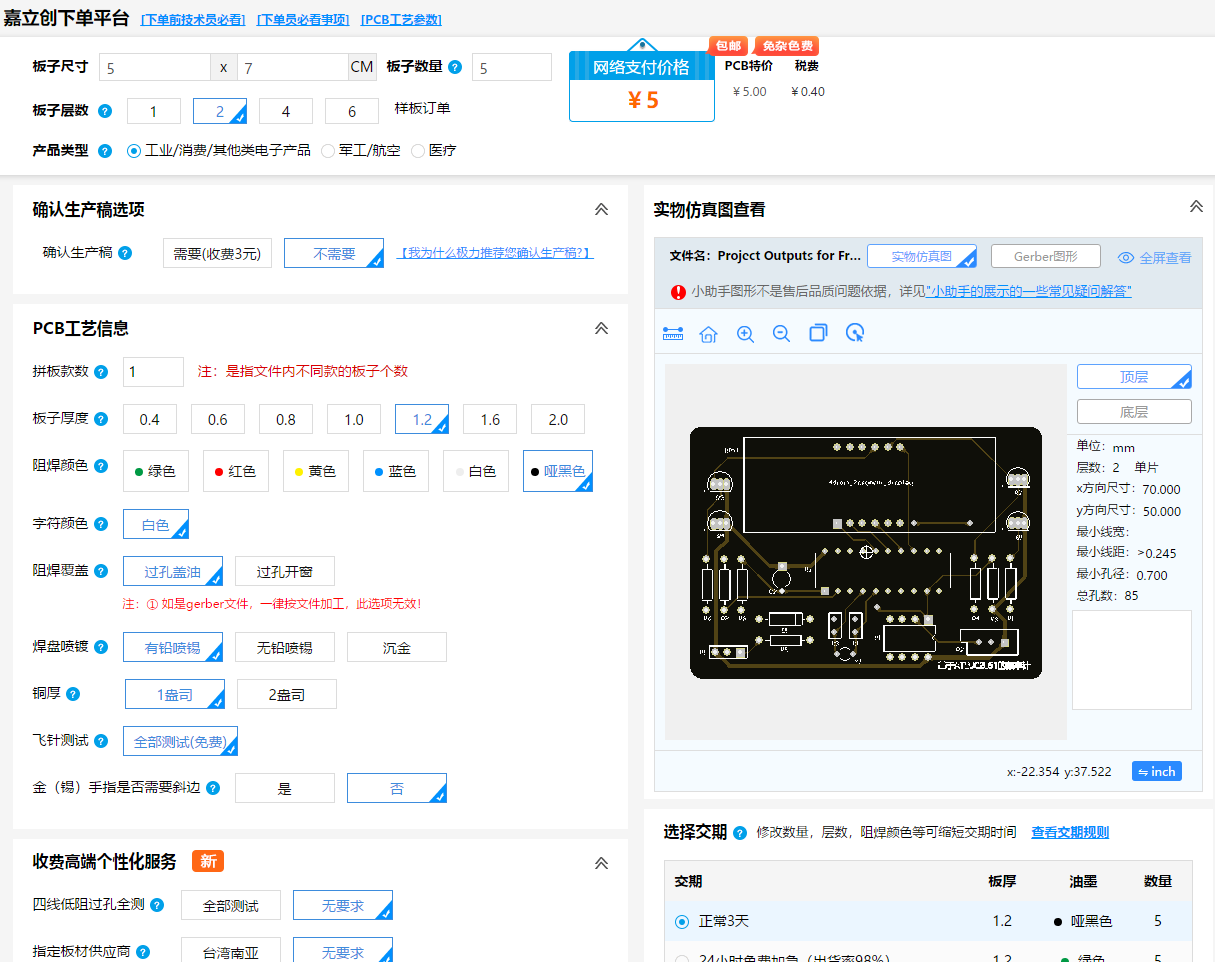 嘉立创下单平台 [下单前技术员必看] [下单员必看事项] [PCB工艺参数]
板子尺寸 5 x 7 CM 板子数量 ? 5
板子层数 ? 1 2 4 6 样板订单
产品类型 ? 工业/消费/其他类电子产品 军工/航空 医疗
网络支付价格
¥ 5
包邮 免杂色费
PCB特价 税费
¥ 5.00 ¥ 0.40
确认生产稿选项
确认生产稿 ? 需要(收费3元) 不需要 【我为什么极力推荐您确认生产稿?】
PCB工艺信息
拼板款数 ? 1 注：是指文件内不同款的板子个数
板子厚度 ? 0.4 0.6 0.8 1.0 1.2 1.6 2.0
阻焊颜色 ? 绿色 红色 黄色 蓝色 白色 哑黑色
字符颜色 ? 白色
阻焊覆盖 ? 过孔盖油 过孔开窗
注：① 如是gerber文件，一律按文件加工，此选项无效!
焊盘喷镀 ? 有铅喷锡 无铅喷锡 沉金
铜厚 ? 1盎司 2盎司
飞针测试 ? 全部测试(免费)
金（锡）手指是否需要斜边 ? 是 否
收费高端个性化服务 新
四线低阻过孔全测 ? 全部测试 无要求
指定板材供应商 ? 台湾南亚 无要求
实物仿真图查看
文件名：Project Outputs for Fr... 实物仿真图 Gerber图形 全屏查看
! 小助手图形不是售后品质问题依据，详见"小助手的展示的一些常见疑问解答"
顶层
底层
单位： mm
层数： 2 单片
x方向尺寸： 70.000
y方向尺寸： 50.000
最小线宽：
最小线距： >0.245
最小孔径： 0.700
总孔数： 85
x:-22.354 y:37.522 ⇋ inch
选择交期 ? 修改数量，层数，阻焊颜色等可缩短交期时间 查看交期规则
交期 板厚 油墨 数量
正常3天 1.2 哑黑色 5
24小时免费加急（出货率98%） 1.2 绿色 5